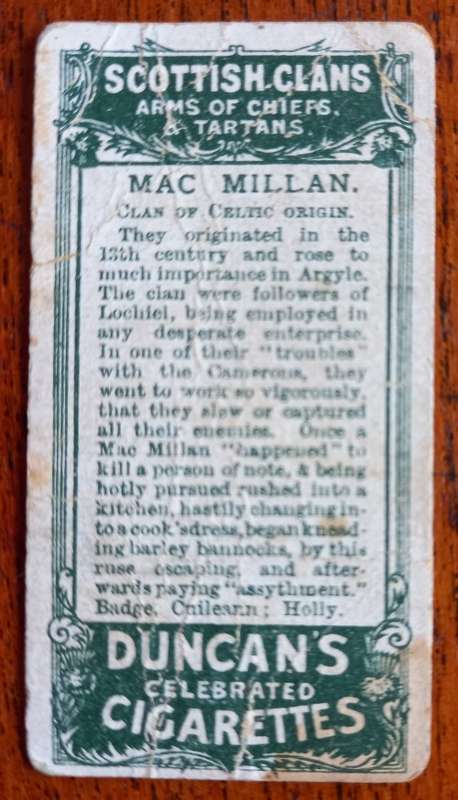 SCOTTISH CLANS
ARMS OF CHIEFS.
& TARTANS.
MAC MILLAN.
CLAN OF CELTIC ORIGIN.
They originated in the
13th century and rose to
much importance in Argyle.
The clan were followers of
Lochiel, being employed in
any desperate enterprise.
In one of their "troubles"
with the Camerons, they
went to work so vigorously,
that they slew or captured
all their enemies. Once a
Mac Millan "happened" to
kill a person of note, & being
hotly pursued rushed into a
kitchen, hastily changing in-
to a cook's dress, began knead-
ing barley bannocks, by this
ruse escaping, and after-
wards paying "assythment."
Badge, Cuileann; Holly.
DUNCAN'S
CELEBRATED
CIGARETTES